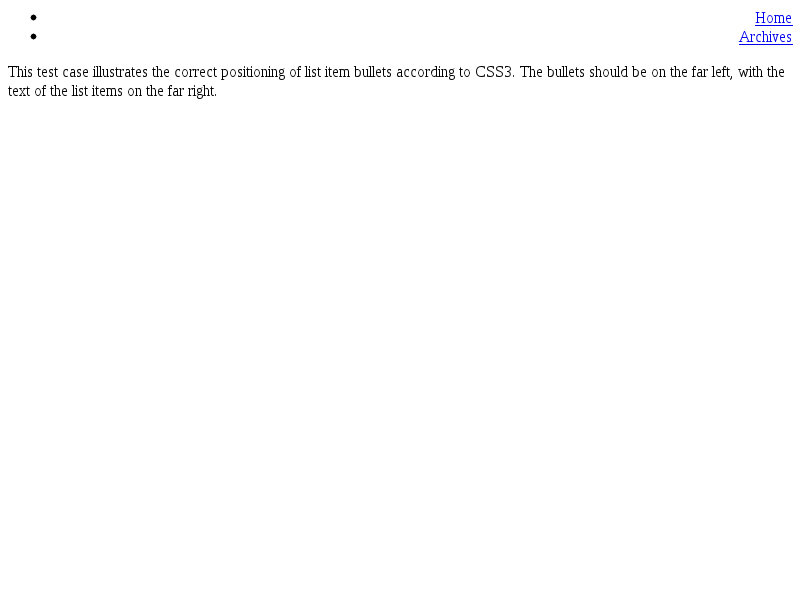 • Home
• Archives
This test case illustrates the correct positioning of list item bullets according to CSS3. The bullets should be on the far left, with the
text of the list items on the far right.